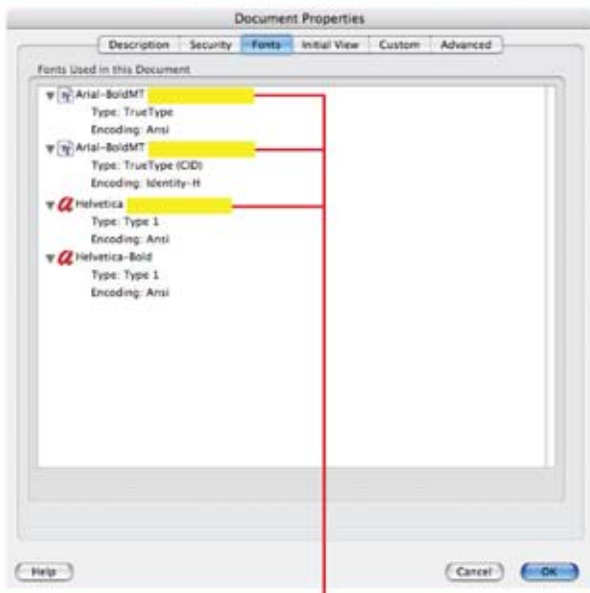 Document Properties
Description Security Fonts Initial View Custom Advanced
Fonts Used in this Document
Arial-BoldMT
Type: TrueType
Encoding: Ansi
Arial-BoldMT
Type: TrueType (CID)
Encoding: Identity-H
Helvetica
Type: Type 1
Encoding: Ansi
Helvetica-Bold
Type: Type 1
Encoding: Ansi
Help Cancel OK